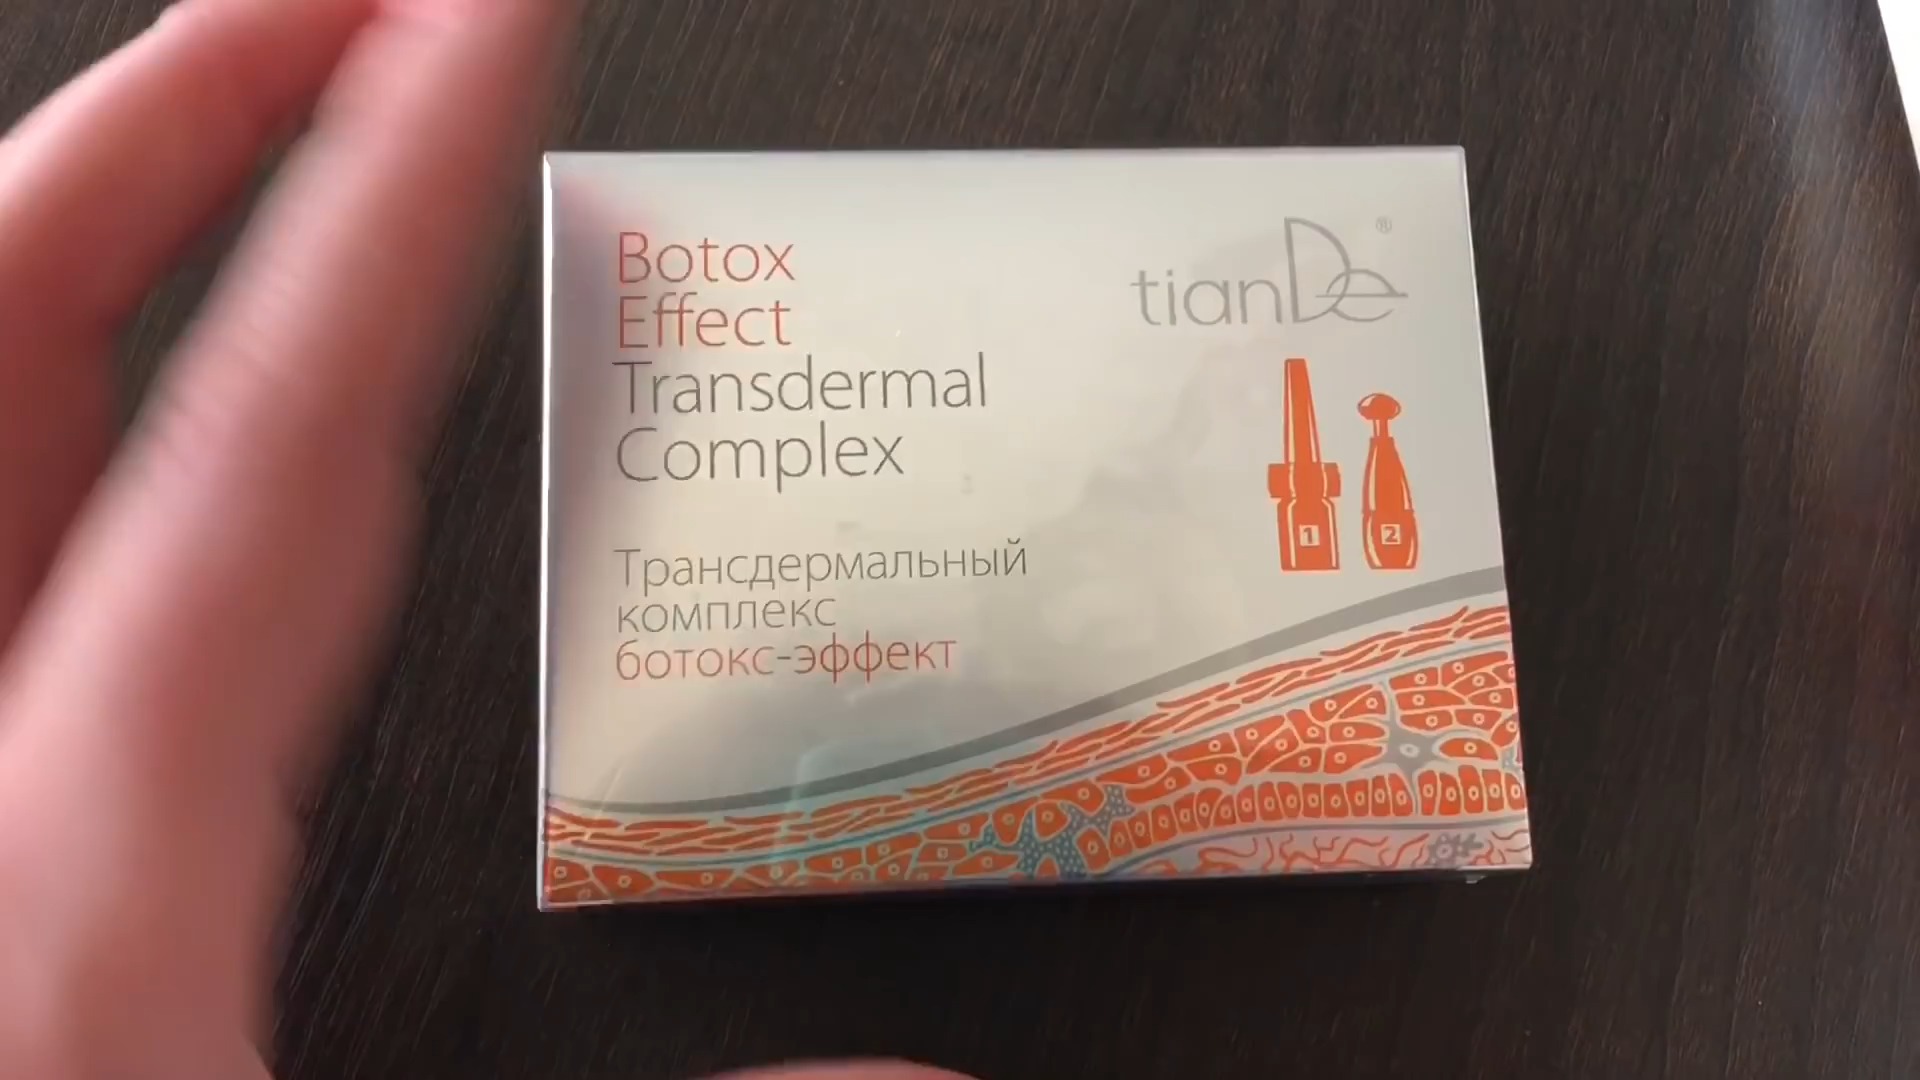 Botox
Effect
Transdermal
Complex
Трансдермальный
комплекс
ботокс-эффект
tianDe®
1
2